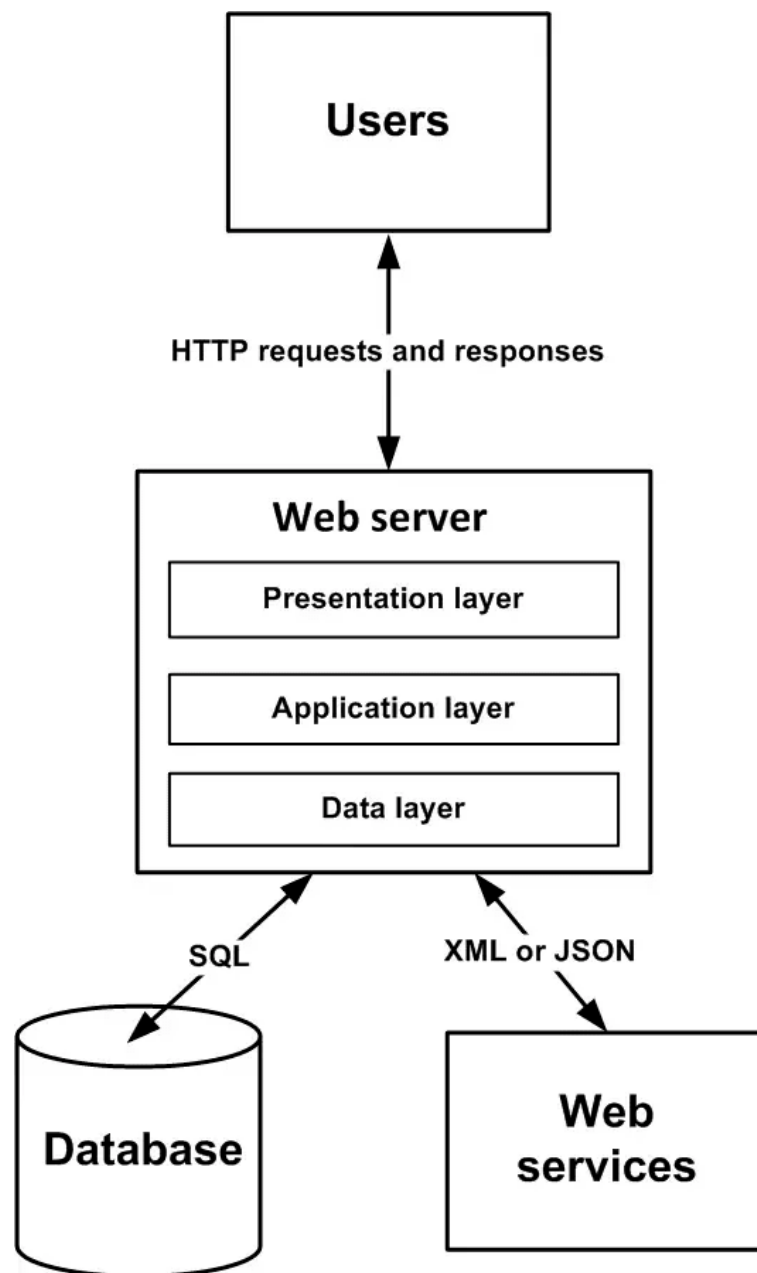 Users
HTTP requests and responses
Web server
Presentation layer
Application layer
Data layer
SQL
XML or JSON
Database
Web
services